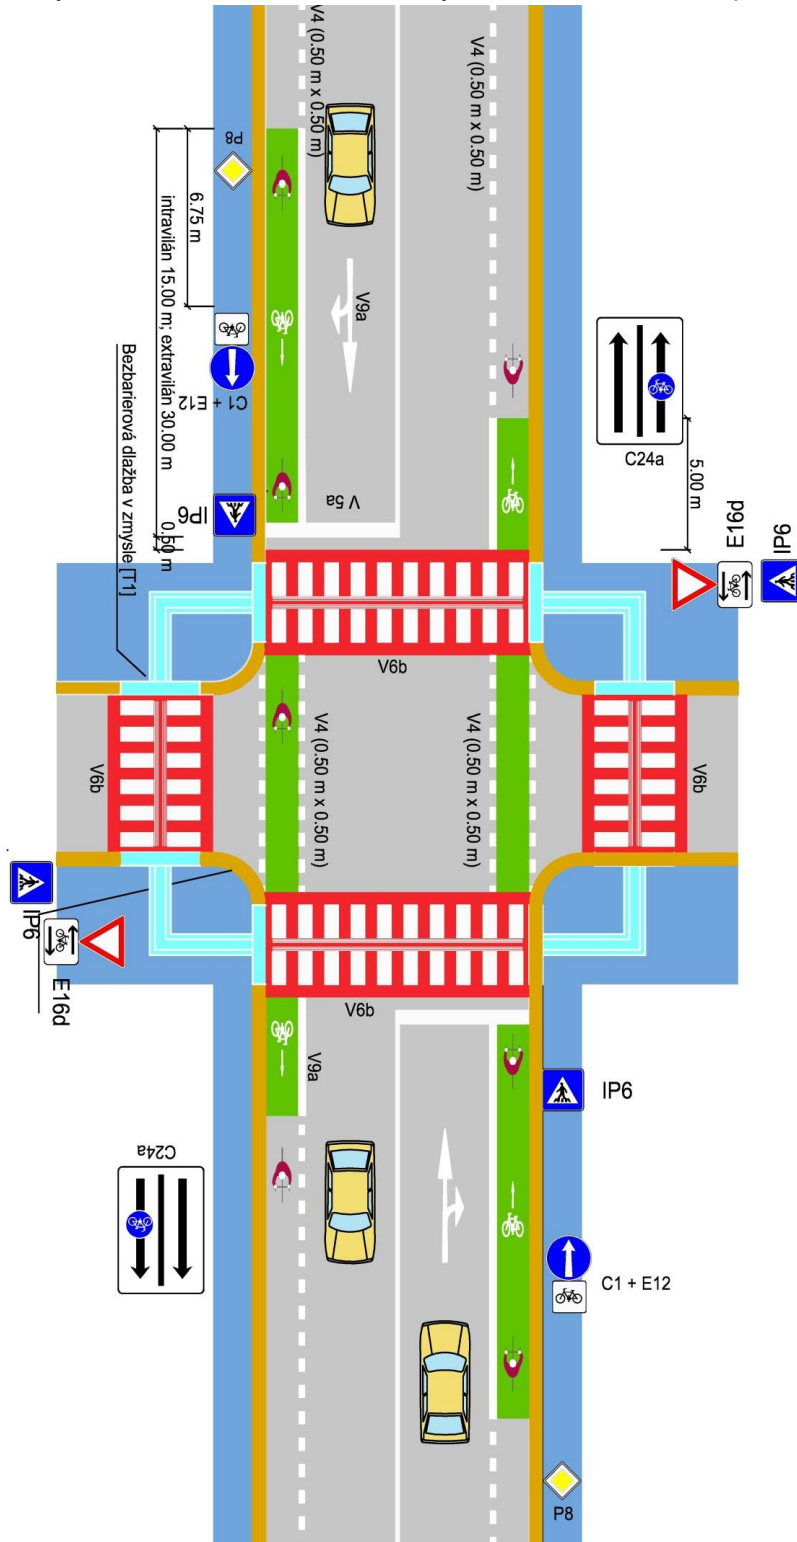 V4 (0.50 m x 0.50 m)
V4 (0.50 m x 0.50 m)
P8
6.75 m
intravilán 15.00 m; extravilán 30.00 m
V9a
C1 + E12
Bezbarierová dlažba v zmysle [T1]
C24a
5.00 m
V 5a
IP6
0.50 m
E16d
IP6
V6b
V4 (0.50 m x 0.50 m)
V4 (0.50 m x 0.50 m)
V6b
V6b
IP6
E16d
V6b
V9a
IP6
C24a
C1 + E12
P8